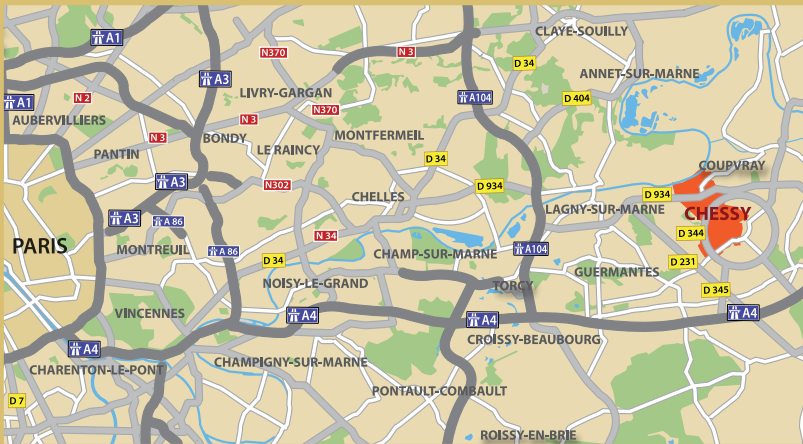 CLAYE-SOUILLY
A1
N370
N 3
D 34
ANNET-SUR-MARNE
A3
A1
N 2
LIVRY-GARGAN
A104
D 404
N370
AUBERVILLIERS
N 3
MONTFERMEIL
BONDY
N 3
LE RAINCY
PANTIN
D 34
COUPVRAY
A3
N302
D 934
D 934
CHELLES
LAGNY-SUR-MARNE
CHESSY
A3
A 86
N 34
D 344
PARIS
MONTREUIL
A 86
CHAMP-SUR-MARNE
A104
D 34
D 231
GUERMANTES
NOISY-LE-GRAND
TORCY
D 345
VINCENNES
A4
A4
A4
CROISSY-BEAUBOURG
A4
CHARENTON-LE-PONT
CHAMPIGNY-SUR-MARNE
PONTAULT-COMBAULT
D 7
ROISSY-EN-BRIE